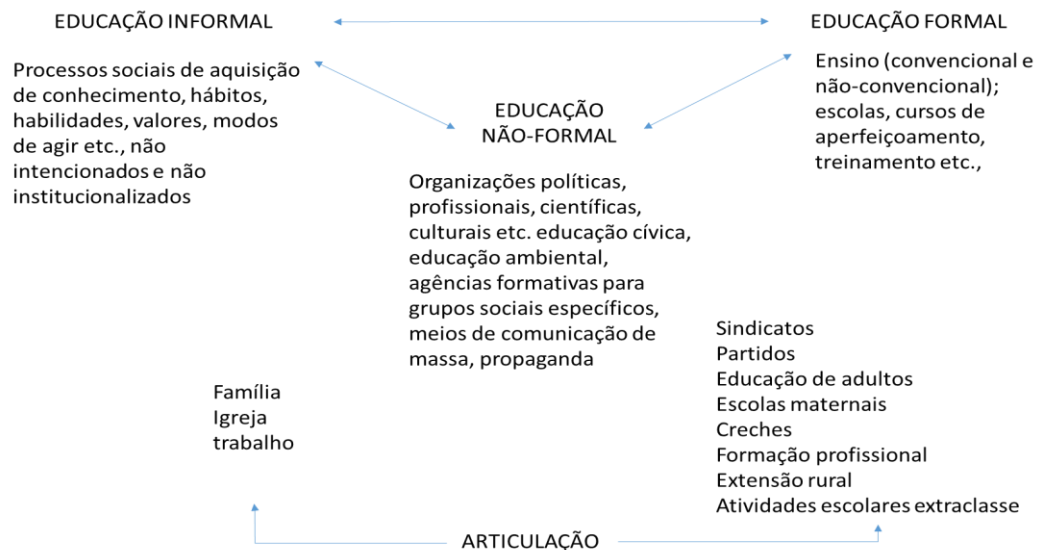 EDUCAÇÃO INFORMAL
EDUCAÇÃO FORMAL
Processos sociais de aquisição
de conhecimento, hábitos,
habilidades, valores, modos
de agir etc., não
intencionados e não
institucionalizados
EDUCAÇÃO
NÃO-FORMAL
Organizações políticas,
profissionais, científicas,
culturais etc. educação cívica,
educação ambiental,
agências formativas para
grupos sociais específicos,
meios de comunicação de
massa, propaganda
Ensino (convencional e
não-convencional);
escolas, cursos de
aperfeiçoamento,
treinamento etc.,
Família
Igreja
trabalho
Sindicatos
Partidos
Educação de adultos
Escolas maternais
Creches
Formação profissional
Extensão rural
Atividades escolares extraclasse
ARTICULAÇÃO